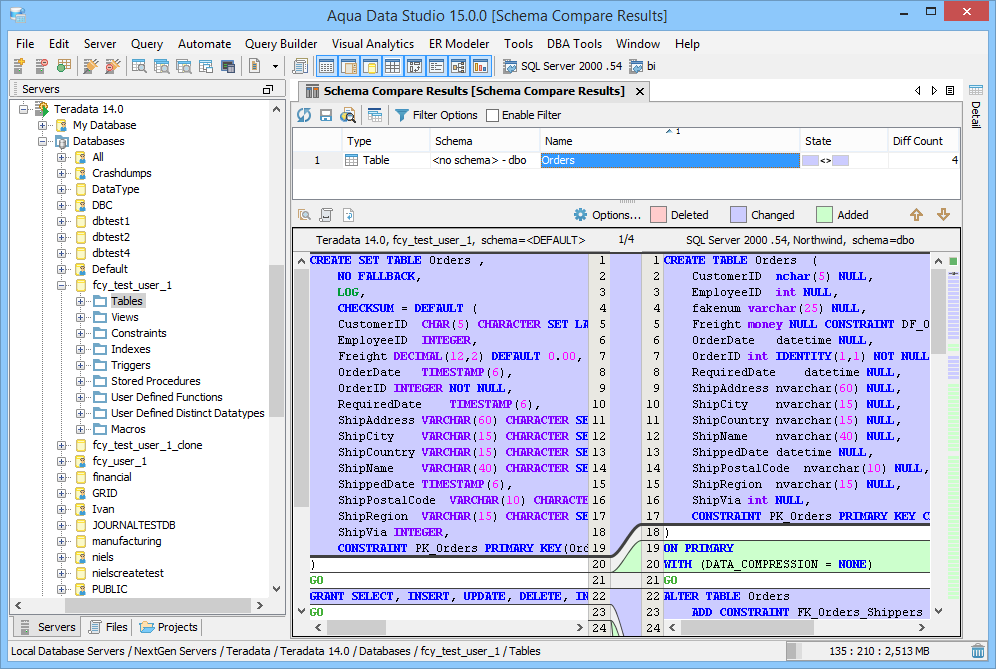 Aqua Data Studio 15.0.0 [Schema Compare Results]
File Edit Server Query Automate Query Builder Visual Analytics ER Modeler Tools DBA Tools Window Help
SQL Server 2000 .54 bi
Servers
Teradata 14.0
My Database
Databases
All
Crashdumps
DataType
DBC
dbtest1
dbtest2
dbtest4
Default
fcy_test_user_1
Tables
Views
Constraints
Indexes
Triggers
Stored Procedures
User Defined Functions
User Defined Distinct Datatypes
Macros
fcy_test_user_1_clone
fcy_user_1
financial
GRID
Ivan
JOURNALTESTDB
manufacturing
niels
nielscreatetest
PUBLIC
Servers Files Projects
Schema Compare Results [Schema Compare Results]
Detail
Filter Options Enable Filter
Type Schema Name 1 State Diff Count
1 Table <no schema> - dbo Orders <> 4
Options... Deleted Changed Added
Teradata 14.0, fcy_test_user_1, schema=<DEFAULT> 1/4 SQL Server 2000 .54, Northwind, schema=dbo
CREATE SET TABLE Orders , 1 1 CREATE TABLE Orders (
NO FALLBACK, 2 2 CustomerID nchar(5) NULL,
LOG, 3 3 EmployeeID int NULL,
CHECKSUM = DEFAULT ( 4 4 fakenum varchar(25) NULL,
CustomerID CHAR(5) CHARACTER SET LA 5 5 Freight money NULL CONSTRAINT DF_O
EmployeeID INTEGER, 6 6 OrderDate datetime NULL,
Freight DECIMAL(12,2) DEFAULT 0.00, 7 7 OrderID int IDENTITY(1,1) NOT NULL
OrderDate TIMESTAMP(6), 8 8 RequiredDate datetime NULL,
OrderID INTEGER NOT NULL, 9 9 ShipAddress nvarchar(60) NULL,
RequiredDate TIMESTAMP(6), 10 10 ShipCity nvarchar(15) NULL,
ShipAddress VARCHAR(60) CHARACTER SE 11 11 ShipCountry nvarchar(15) NULL,
ShipCity VARCHAR(15) CHARACTER SE 12 12 ShipName nvarchar(40) NULL,
ShipCountry VARCHAR(15) CHARACTER SE 13 13 ShippedDate datetime NULL,
ShipName VARCHAR(40) CHARACTER SE 14 14 ShipPostalCode nvarchar(10) NULL,
ShippedDate TIMESTAMP(6), 15 15 ShipRegion nvarchar(15) NULL,
ShipPostalCode VARCHAR(10) CHARACTE 16 16 ShipVia int NULL,
ShipRegion VARCHAR(15) CHARACTER SE 17 17 CONSTRAINT PK_Orders PRIMARY KEY C
ShipVia INTEGER, 18 18 )
CONSTRAINT PK_Orders PRIMARY KEY(Ord 19 19 ON PRIMARY
) 20 20 WITH (DATA_COMPRESSION = NONE)
GO 21 21 GO
GRANT SELECT, INSERT, UPDATE, DELETE, IN 22 22 ALTER TABLE Orders
GO 23 23 ADD CONSTRAINT FK_Orders_Shippers
24 24
Local Database Servers / NextGen Servers / Teradata / Teradata 14.0 / Databases / fcy_test_user_1 / Tables 135 : 210 : 2,513 MB